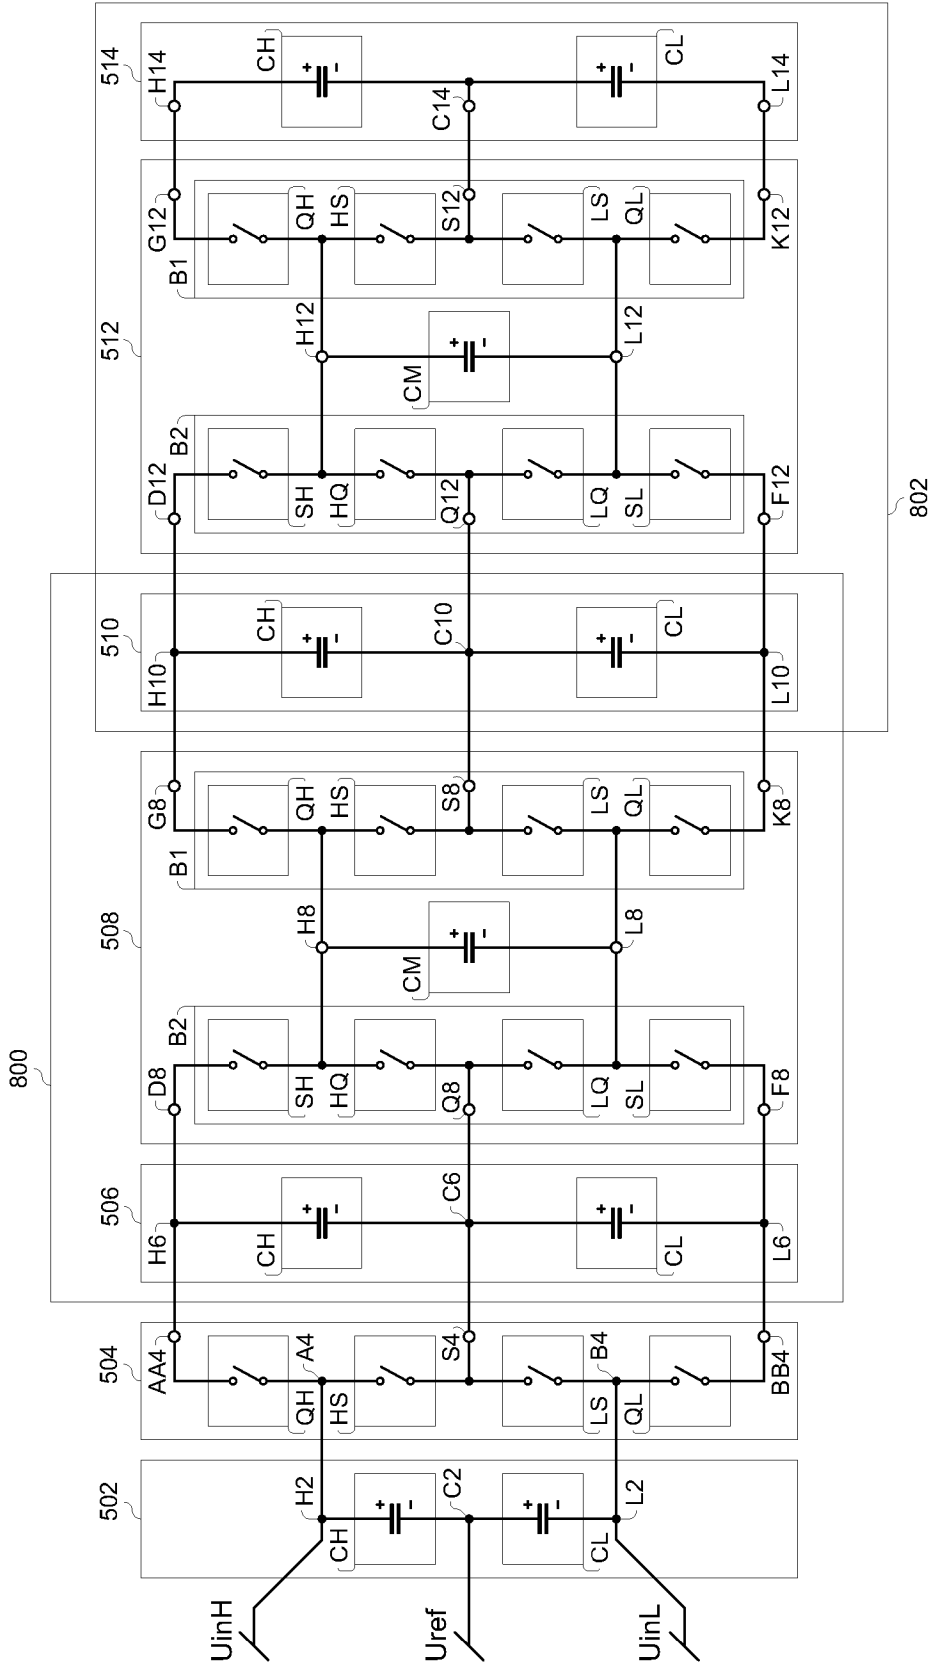 514
H14
CH
+
-
C14
+
-
CL
L14
G12
QH
HS
S12
LS
QL
K12
B1
512
H12
CM
+
-
L12
B2
D12
SH
HQ
Q12
LQ
SL
F12
802
510
H10
CH
+
-
C10
+
-
CL
L10
G8
QH
HS
S8
LS
QL
K8
B1
508
H8
CM
+
-
L8
B2
800
D8
SH
HQ
Q8
LQ
SL
F8
506
H6
CH
+
-
C6
+
-
CL
L6
504
AA4
QH
A4
HS
S4
LS
B4
QL
BB4
502
H2
CH
+
-
C2
+
-
CL
L2
UinH
Uref
UinL